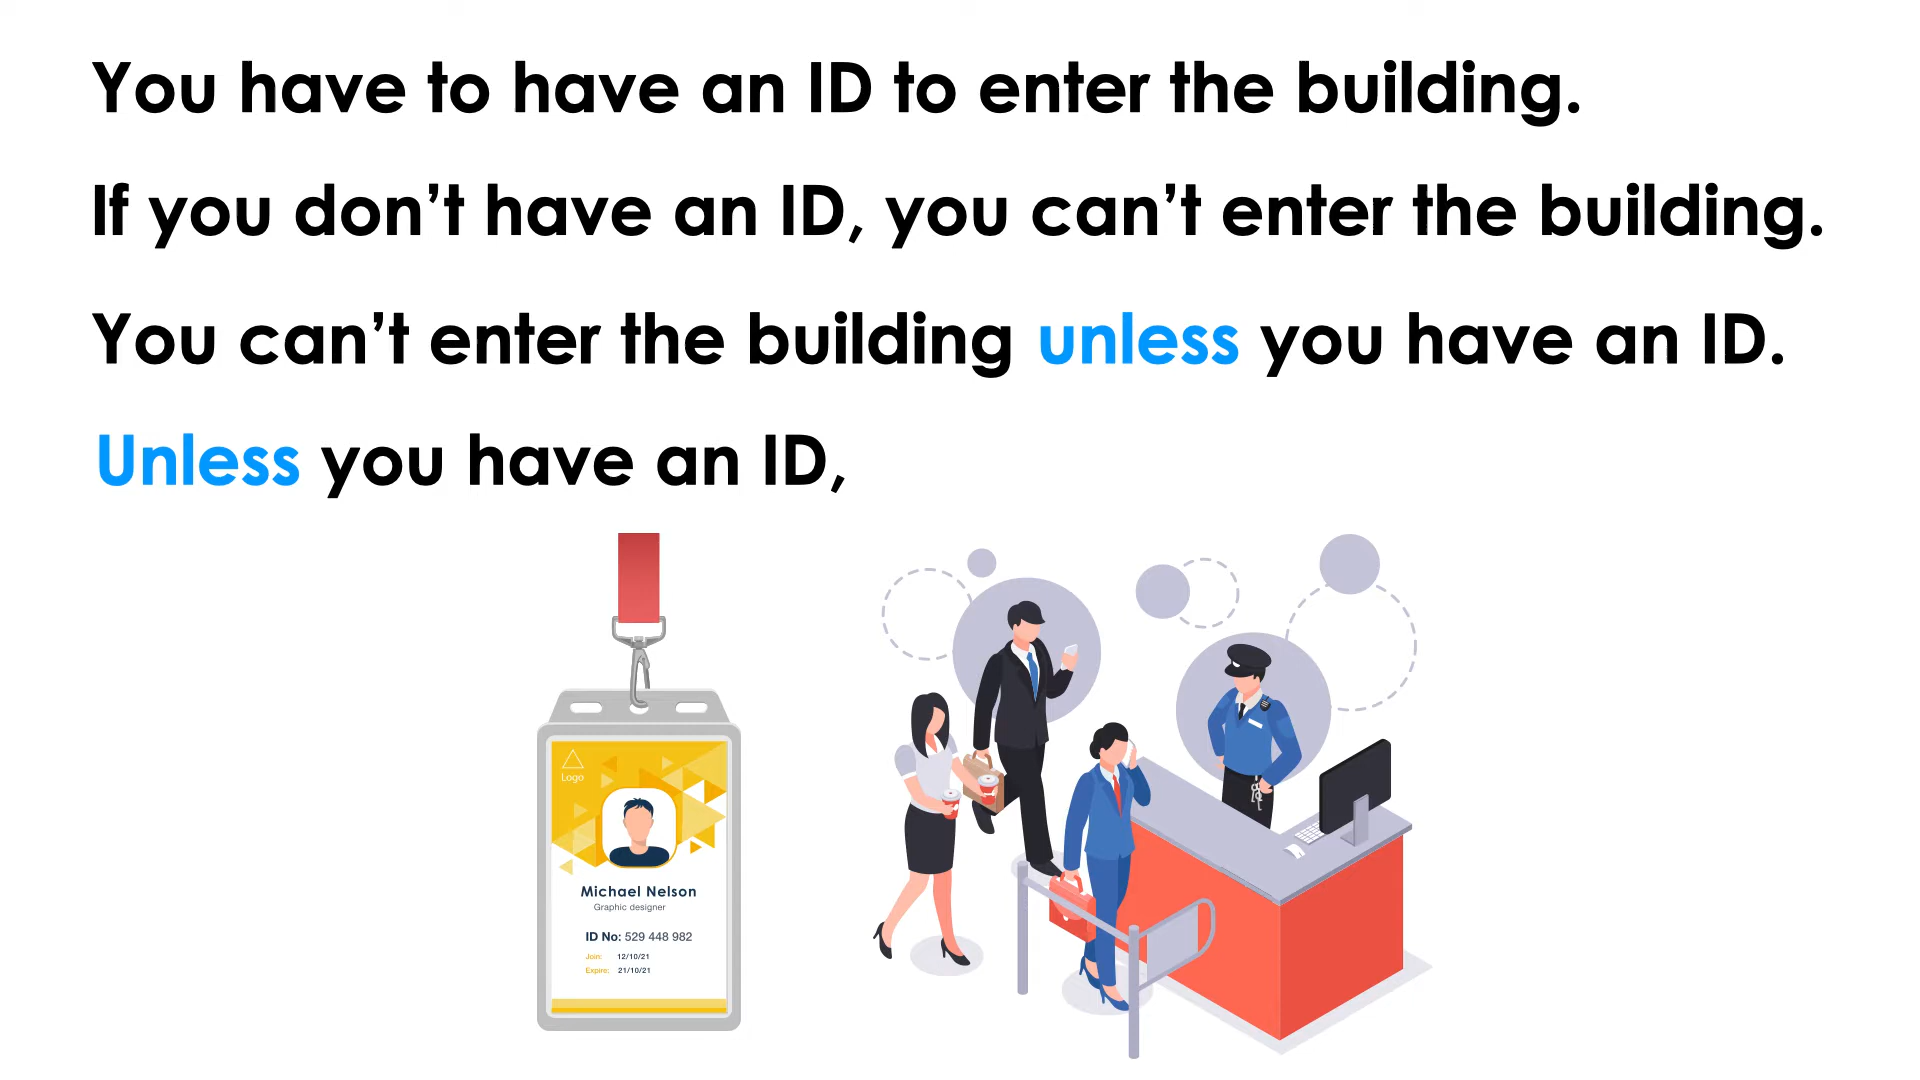 You have to have an ID to enter the building.
If you don’t have an ID, you can’t enter the building.
You can’t enter the building unless you have an ID.
Unless you have an ID,
Logo
Michael Nelson
Graphic designer
ID No: 529 448 982
Join: 12/10/21
Expire: 21/10/21